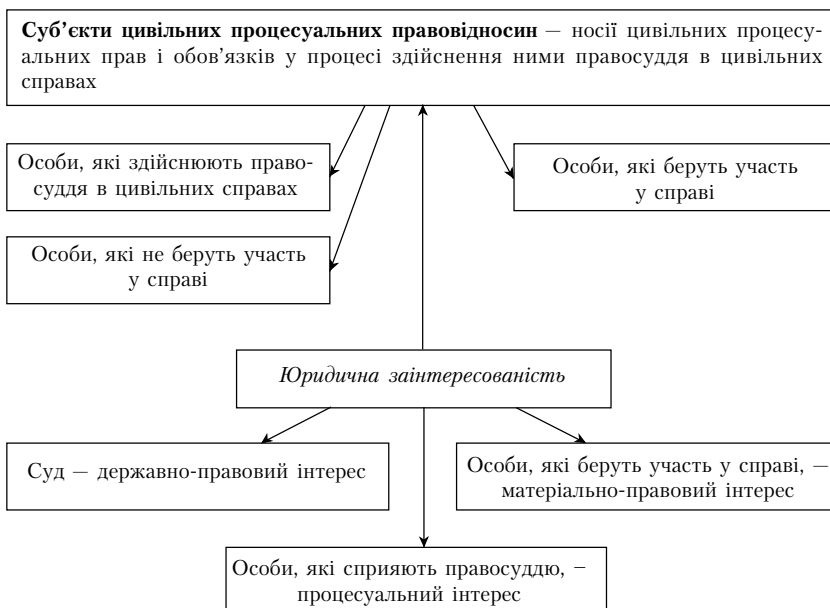 Суб’єкти цивільних процесуальних правовідносин — носії цивільних процесу-
альних прав і обов’язків у процесі здійснення ними правосуддя в цивільних
справах
Особи, які здійснюють право-
суддя в цивільних справах
Особи, які беруть участь
у справі
Особи, які не беруть участь
у справі
Юридична заінтересованість
Суд — державно-правовий інтерес
Особи, які беруть участь у справі, —
матеріально-правовий інтерес
Особи, які сприяють правосуддю, —
процесуальний інтерес